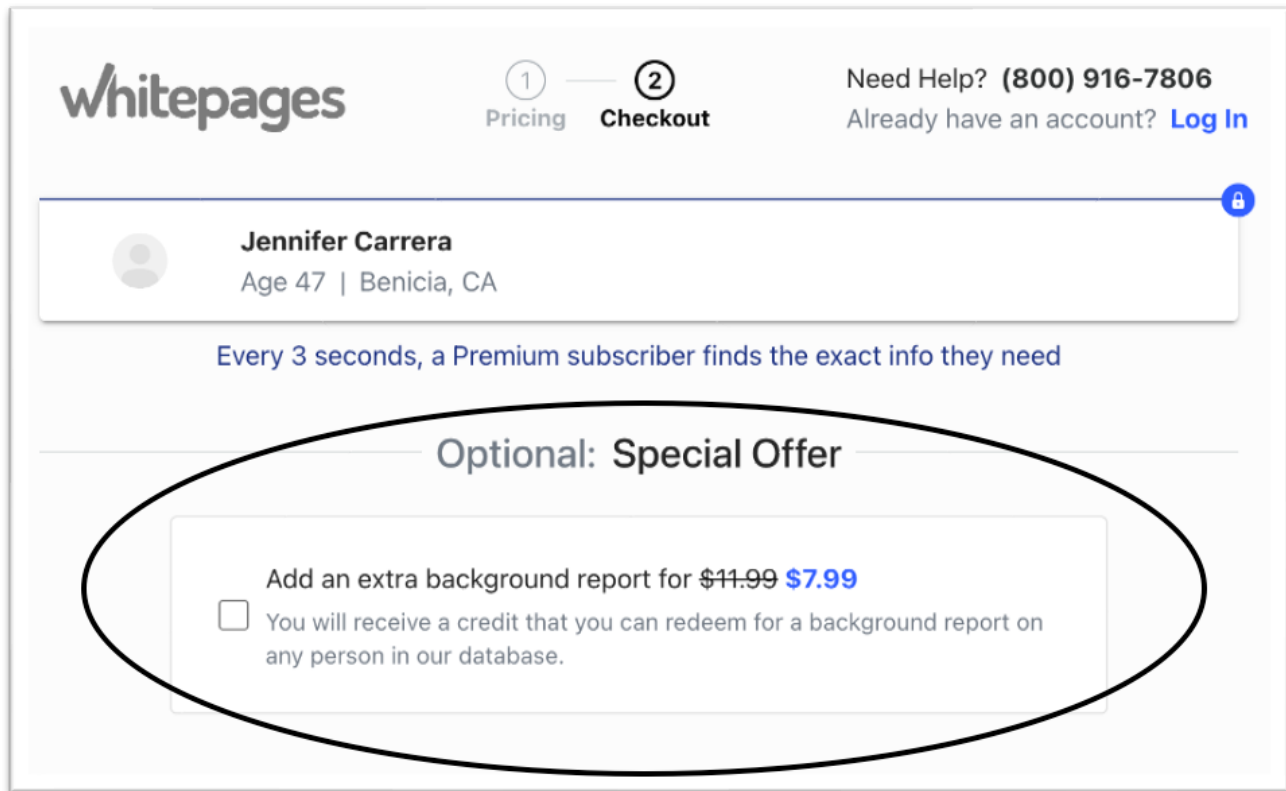 whitepages
1
2
Pricing
Checkout
Need Help? (800) 916-7806
Already have an account? Log In
Jennifer Carrera
Age 47 | Benicia, CA
Every 3 seconds, a Premium subscriber finds the exact info they need
Optional: Special Offer
Add an extra background report for $11.99 $7.99
You will receive a credit that you can redeem for a background report on
any person in our database.